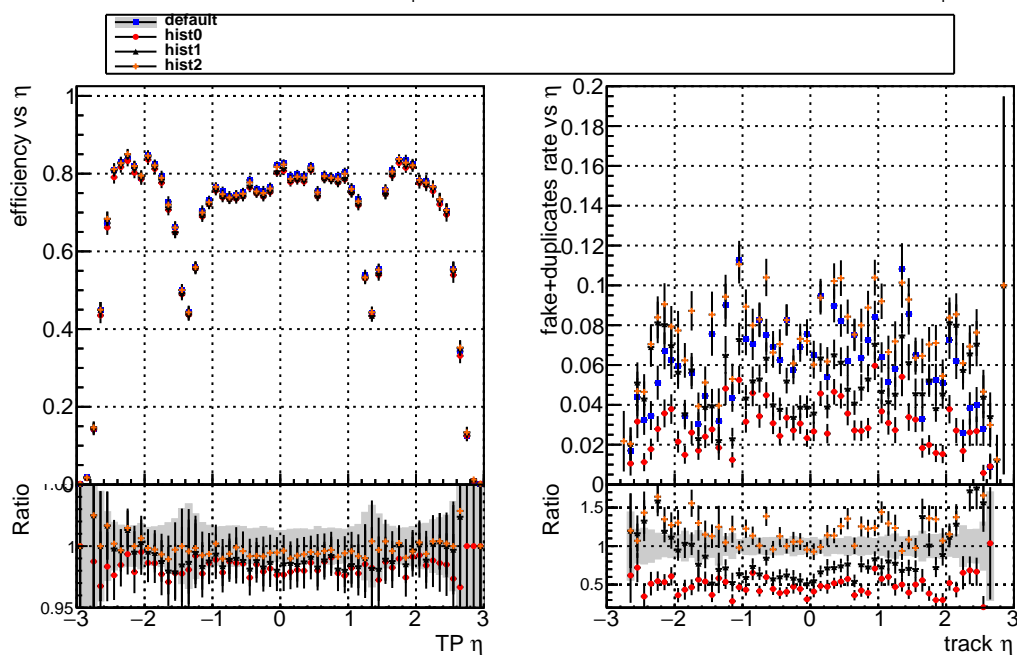 default
hist0
hist1
hist2
efficiency vs η
1
0.8
0.6
0.4
0.2
0
Ratio
1
0.95
−3 −2 −1 0 1 2 3
TP η
fake+duplicates rate vs η
0.2
0.18
0.16
0.14
0.12
0.1
0.08
0.06
0.04
0.02
0
Ratio
1.5
1
0.5
−3 −2 −1 0 1 2 3
track η